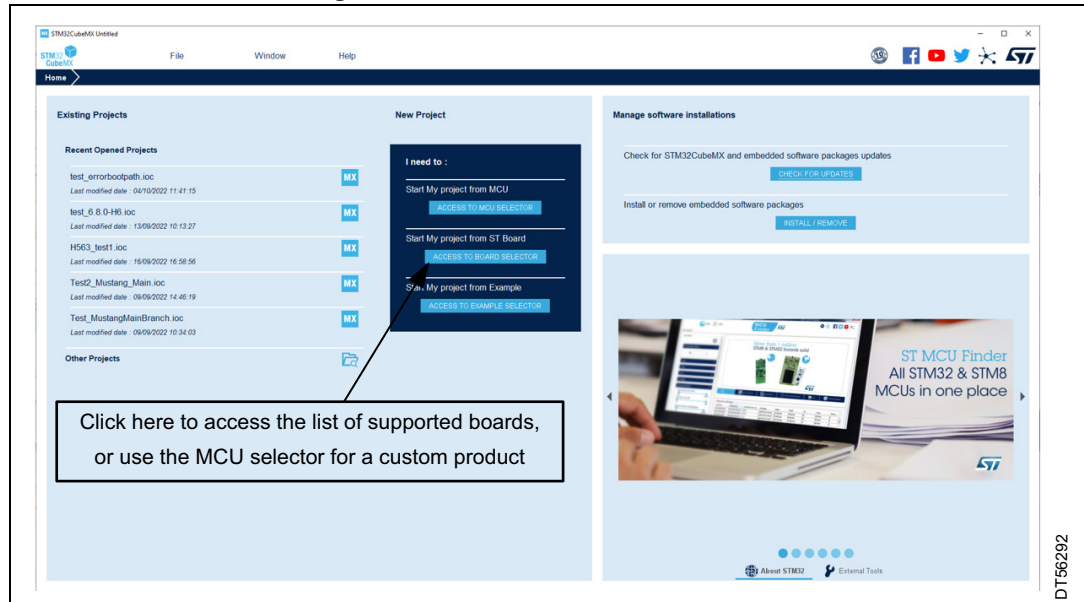 MX STM32CubeMX Untitled
STM32
CubeMX
File Window Help
Home
Existing Projects
Recent Opened Projects
test_errorbootpath.ioc MX
Last modified date : 04/10/2022 11:41:15
test_6.8.0-H6.ioc MX
Last modified date : 13/09/2022 10:13:27
H563_test1.ioc MX
Last modified date : 16/09/2022 16:58:56
Test2_Mustang_Main.ioc MX
Last modified date : 09/09/2022 14:46:19
Test_MustangMainBranch.ioc MX
Last modified date : 09/09/2022 10:34:03
Other Projects
New Project
I need to :
Start My project from MCU
ACCESS TO MCU SELECTOR
Start My project from ST Board
ACCESS TO BOARD SELECTOR
Start My project from Example
ACCESS TO EXAMPLE SELECTOR
Click here to access the list of supported boards,
or use the MCU selector for a custom product
Manage software installations
Check for STM32CubeMX and embedded software packages updates
CHECK FOR UPDATES
Install or remove embedded software packages
INSTALL / REMOVE
ST MCU Finder
All STM32 & STM8
MCUs in one place
About STM32 External Tools
DT56292